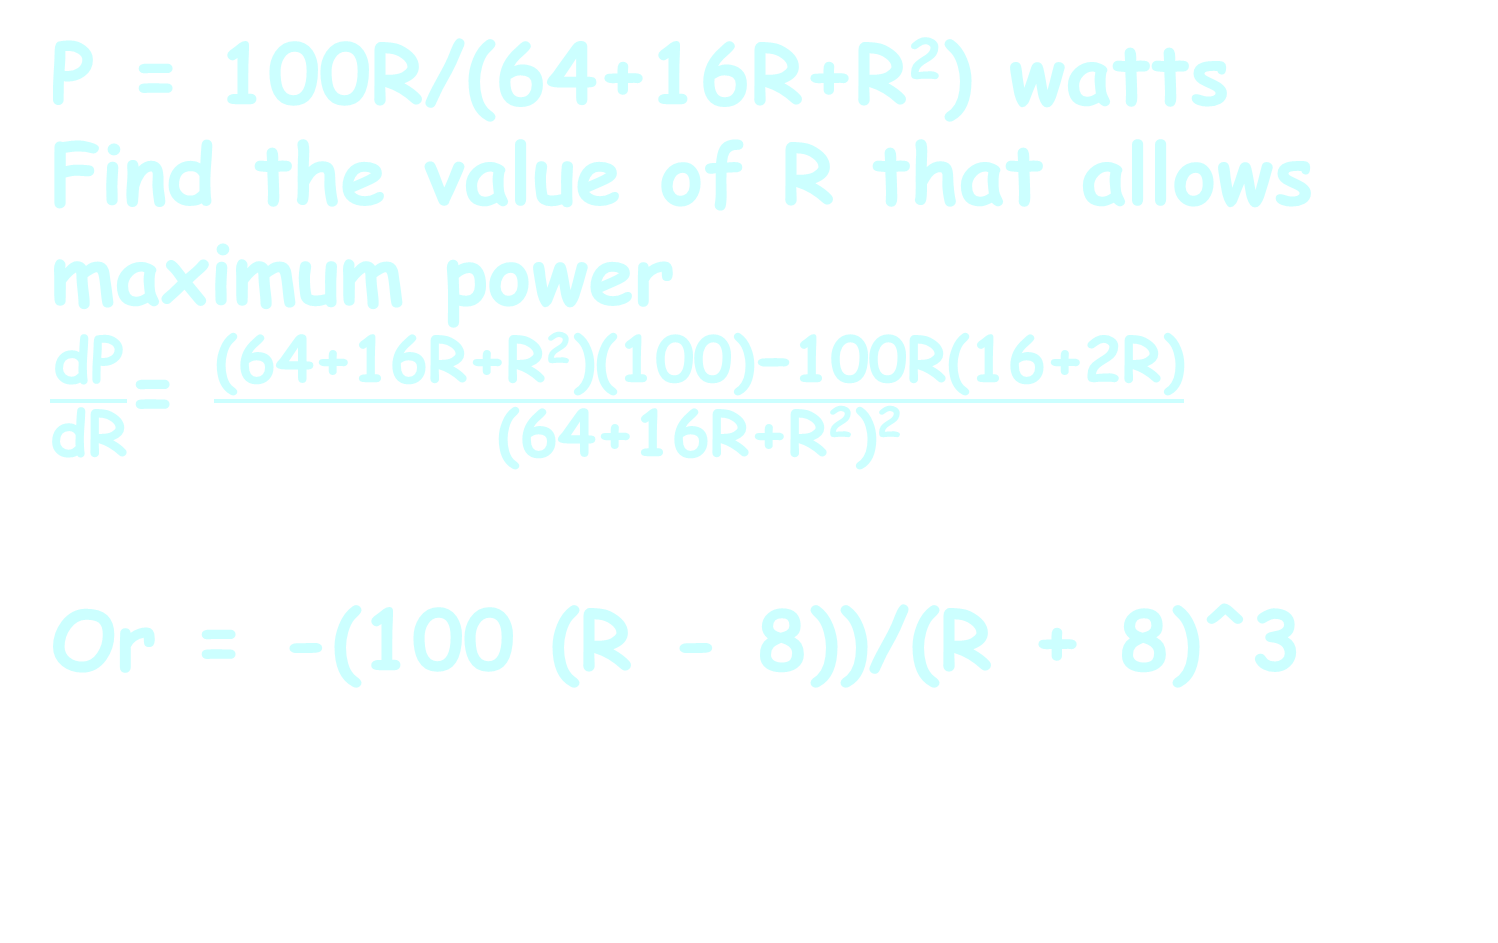 P = 100R/(64+16R+R²) watts
Find the value of R that allows
maximum power
dP/dR = (64+16R+R²)(100)–100R(16+2R)/(64+16R+R²)²
Or = -(100 (R - 8))/(R + 8)^3